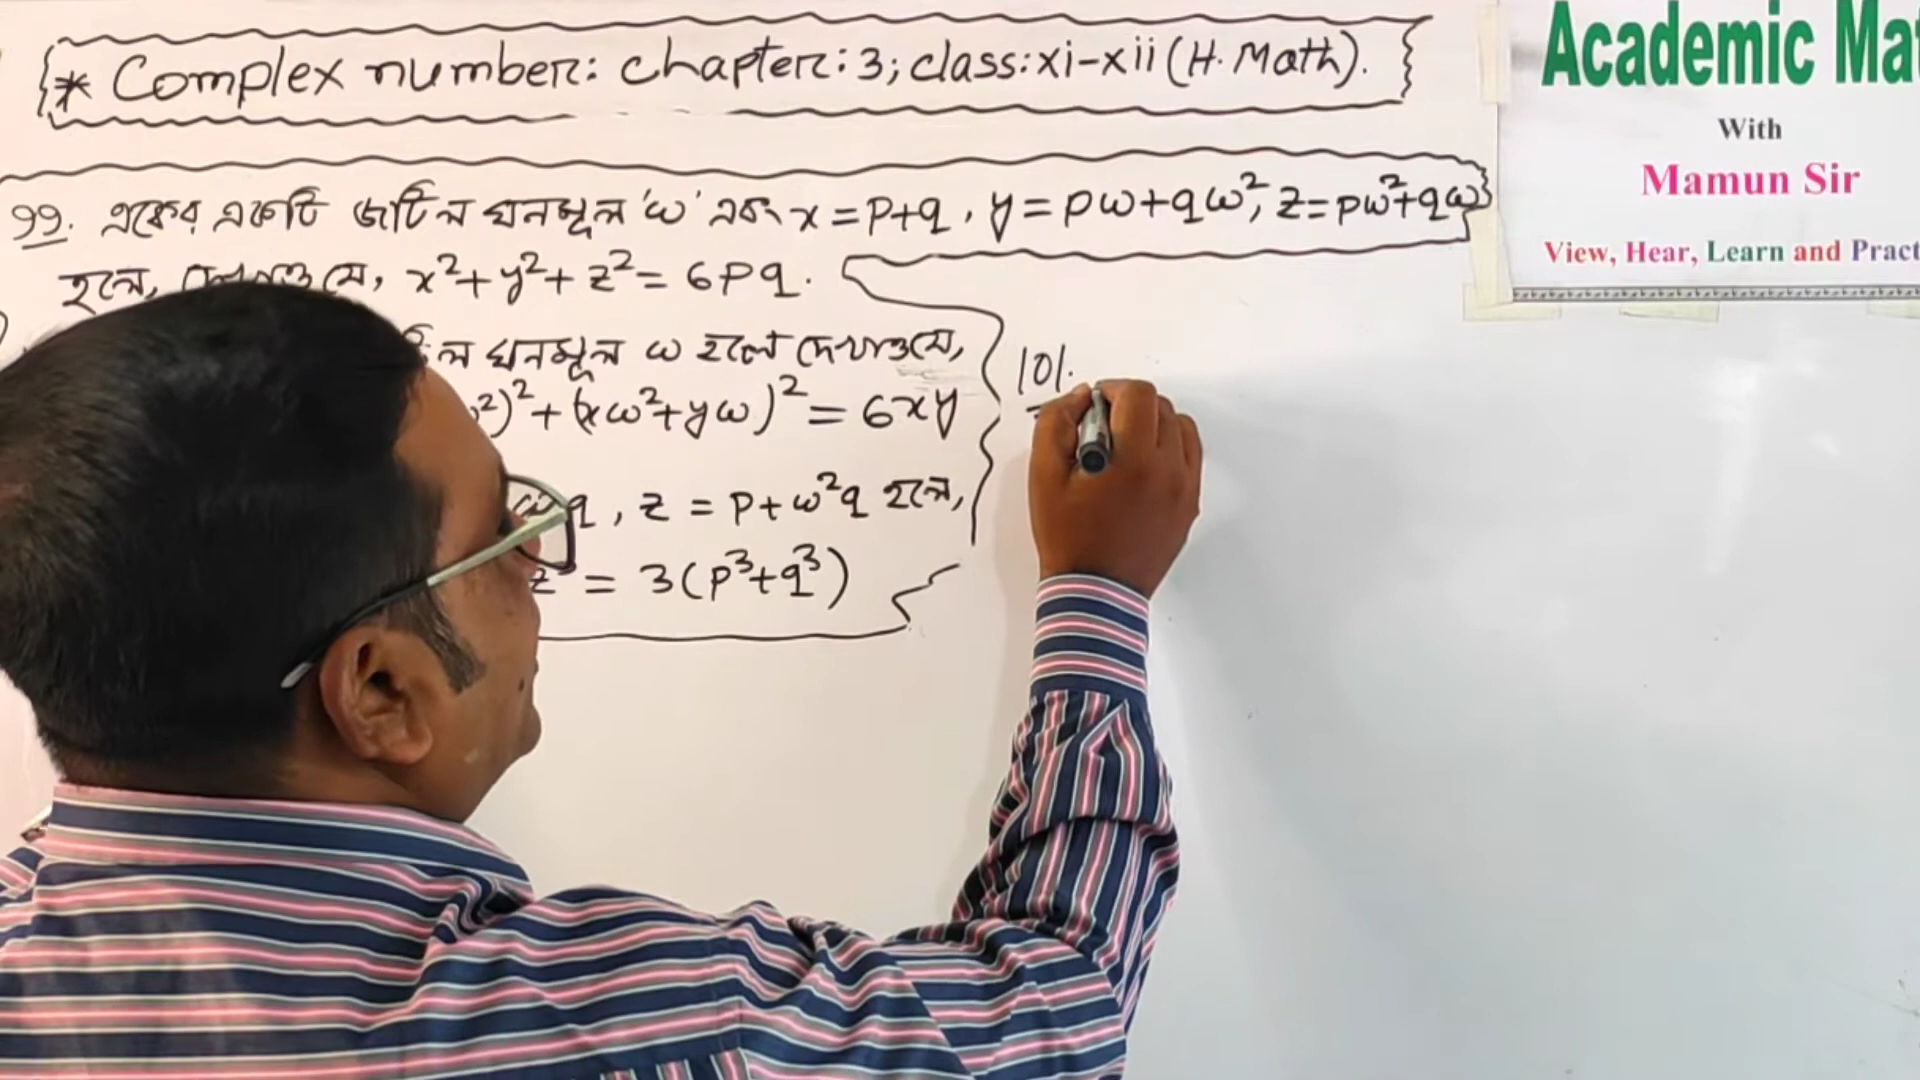 * Complex number: chapter: 3; class: xi-xii (H. Math).
99. একের একটি জটিল ঘনমূল 'ω' এবং x = p+q, y = pω+qω², z = pω²+qω
হলে, যে, x²+y²+z² = 6pq.
ঘনমূল ω হলে দেখাও যে,
²)²+(xω²+yω)² = 6xy
q, z = p+ω²q হলে,
= 3(p³+q³)
101.
Academic Mat
With
Mamun Sir
View, Hear, Learn and Pract